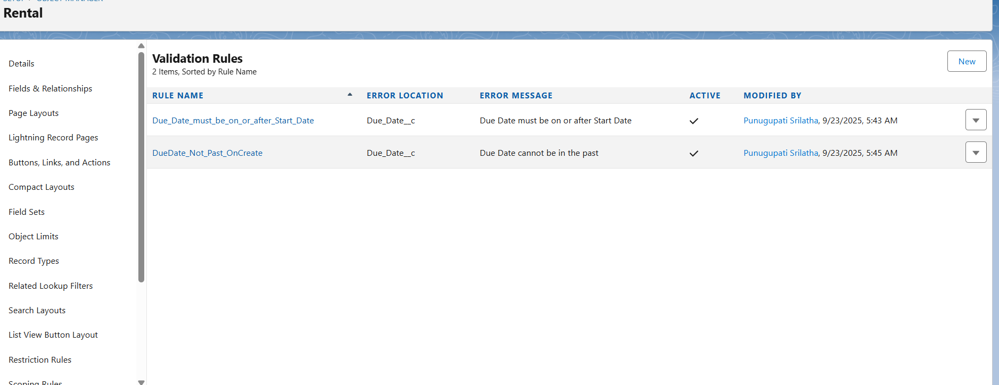 SETUP > OBJECT MANAGER
Rental
Details
Fields & Relationships
Page Layouts
Lightning Record Pages
Buttons, Links, and Actions
Compact Layouts
Field Sets
Object Limits
Record Types
Related Lookup Filters
Search Layouts
List View Button Layout
Restriction Rules
Scoping Rules
Validation Rules
2 Items, Sorted by Rule Name
New
RULE NAME ERROR LOCATION ERROR MESSAGE ACTIVE MODIFIED BY
Due_Date_must_be_on_or_after_Start_Date Due_Date__c Due Date must be on or after Start Date Punugupati Srilatha, 9/23/2025, 5:43 AM
DueDate_Not_Past_OnCreate Due_Date__c Due Date cannot be in the past Punugupati Srilatha, 9/23/2025, 5:45 AM